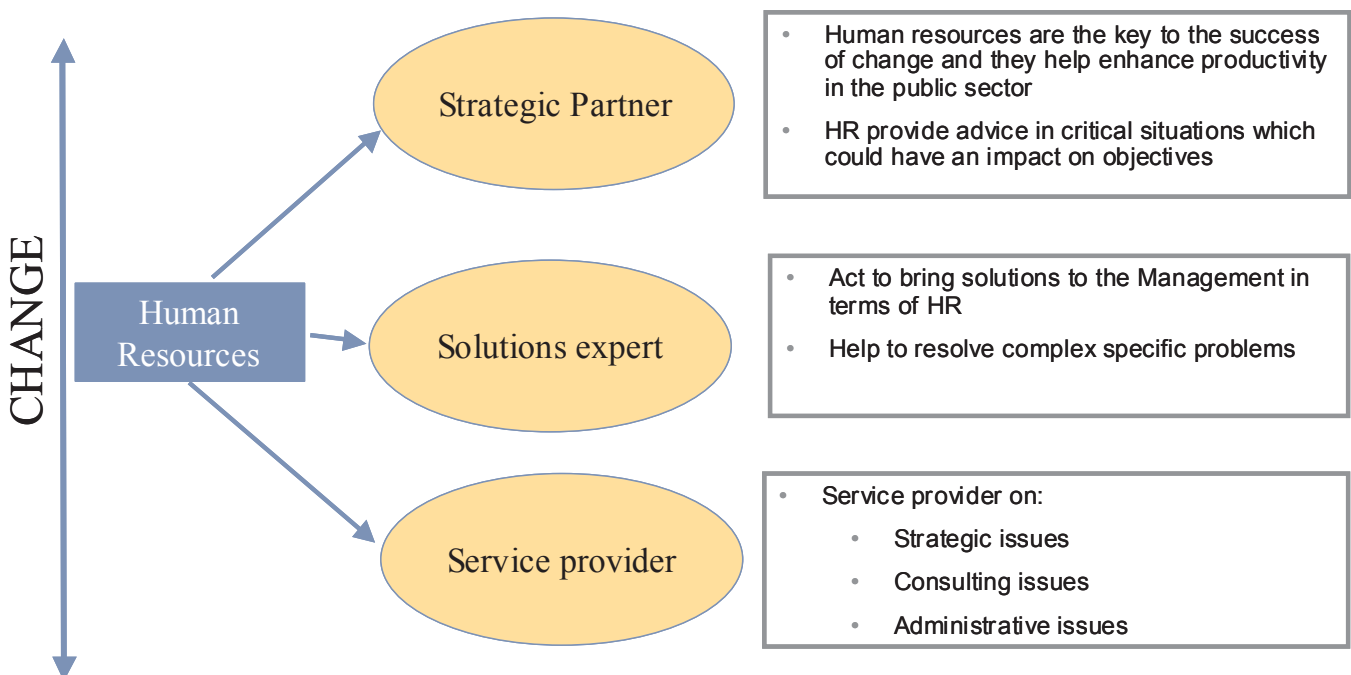 CHANGE
Human
Resources
Strategic Partner
• Human resources are the key to the success
of change and they help enhance productivity
in the public sector
• HR provide advice in critical situations which
could have an impact on objectives
Solutions expert
• Act to bring solutions to the Management in
terms of HR
• Help to resolve complex specific problems
Service provider
• Service provider on:
• Strategic issues
• Consulting issues
• Administrative issues